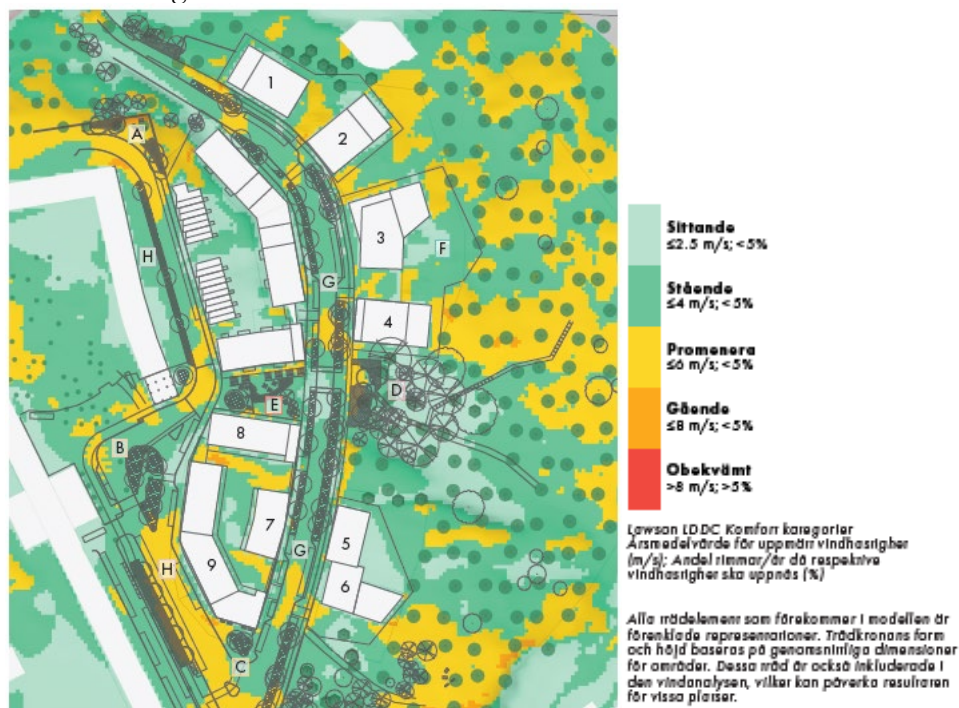 1
2
A
3
F
H
G
4
D
E
8
B
7
5
G
H
9
6
C
Sittande
≤2.5 m/s; <5%
Stående
≤4 m/s; <5%
Promenera
≤6 m/s; <5%
Gående
≤8 m/s; <5%
Obekvämt
>8 m/s; >5%
Lawson LDDC Komfort kategorier
Årsmedelvärde för uppmätt vindhastigher
(m/s); Andel timmar/år då respektive
vindhastigher ska uppnås (%)
Alla trädelement som förekommer i modellen är
förenklade representationer. Trädkronans form
och höjd baseras på genomsnittliga dimensioner
för området. Dessa träd är också inkluderade i
den vindanalysen, vilket kan påverka resultaten
för vissa platser.